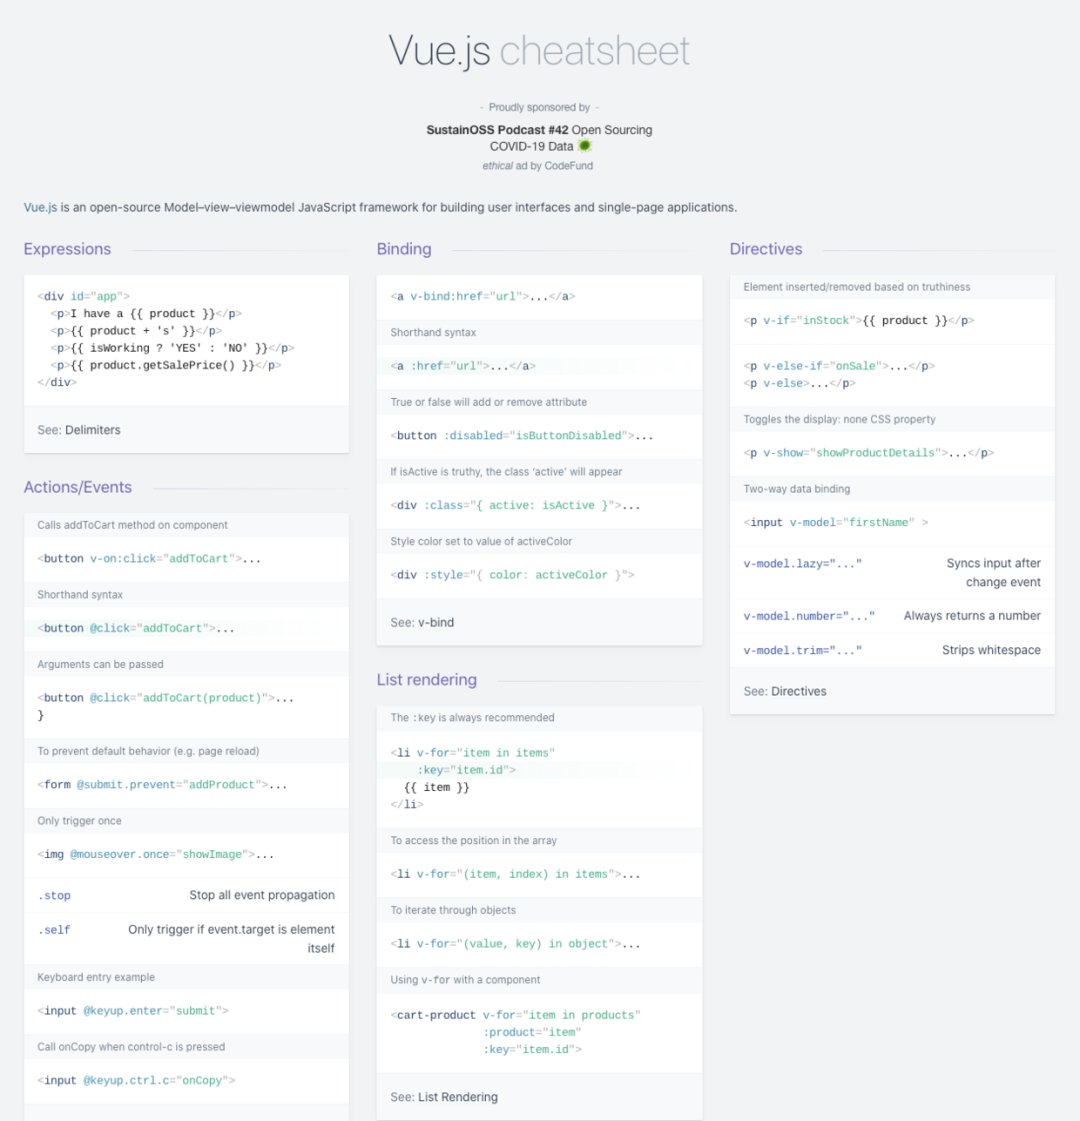 Vue.js cheatsheet
- Proudly sponsored by -
SustainOSS Podcast #42 Open Sourcing
COVID-19 Data
ethical ad by CodeFund
Vue.js is an open-source Model–view–viewmodel JavaScript framework for building user interfaces and single-page applications.
Expressions
<div id="app">
  <p>I have a {{ product }}</p>
  <p>{{ product + 's' }}</p>
  <p>{{ isWorking ? 'YES' : 'NO' }}</p>
  <p>{{ product.getSalePrice() }}</p>
</div>
See: Delimiters
Actions/Events
Calls addToCart method on component
<button v-on:click="addToCart">...
Shorthand syntax
<button @click="addToCart">...
Arguments can be passed
<button @click="addToCart(product)">...
}
To prevent default behavior (e.g. page reload)
<form @submit.prevent="addProduct">...
Only trigger once
<img @mouseover.once="showImage">...
.stop Stop all event propagation
.self Only trigger if event.target is element
itself
Keyboard entry example
<input @keyup.enter="submit">
Call onCopy when control-c is pressed
<input @keyup.ctrl.c="onCopy">
Binding
<a v-bind:href="url">...</a>
Shorthand syntax
<a :href="url">...</a>
True or false will add or remove attribute
<button :disabled="isButtonDisabled">...
If isActive is truthy, the class ‘active’ will appear
<div :class="{ active: isActive }">...
Style color set to value of activeColor
<div :style="{ color: activeColor }">
See: v-bind
List rendering
The :key is always recommended
<li v-for="item in items"
    :key="item.id">
  {{ item }}
</li>
To access the position in the array
<li v-for="(item, index) in items">...
To iterate through objects
<li v-for="(value, key) in object">...
Using v-for with a component
<cart-product v-for="item in products"
              :product="item"
              :key="item.id">
See: List Rendering
Directives
Element inserted/removed based on truthiness
<p v-if="inStock">{{ product }}</p>
<p v-else-if="onSale">...</p>
<p v-else>...</p>
Toggles the display: none CSS property
<p v-show="showProductDetails">...</p>
Two-way data binding
<input v-model="firstName" >
v-model.lazy="..." Syncs input after
change event
v-model.number="..." Always returns a number
v-model.trim="..." Strips whitespace
See: Directives